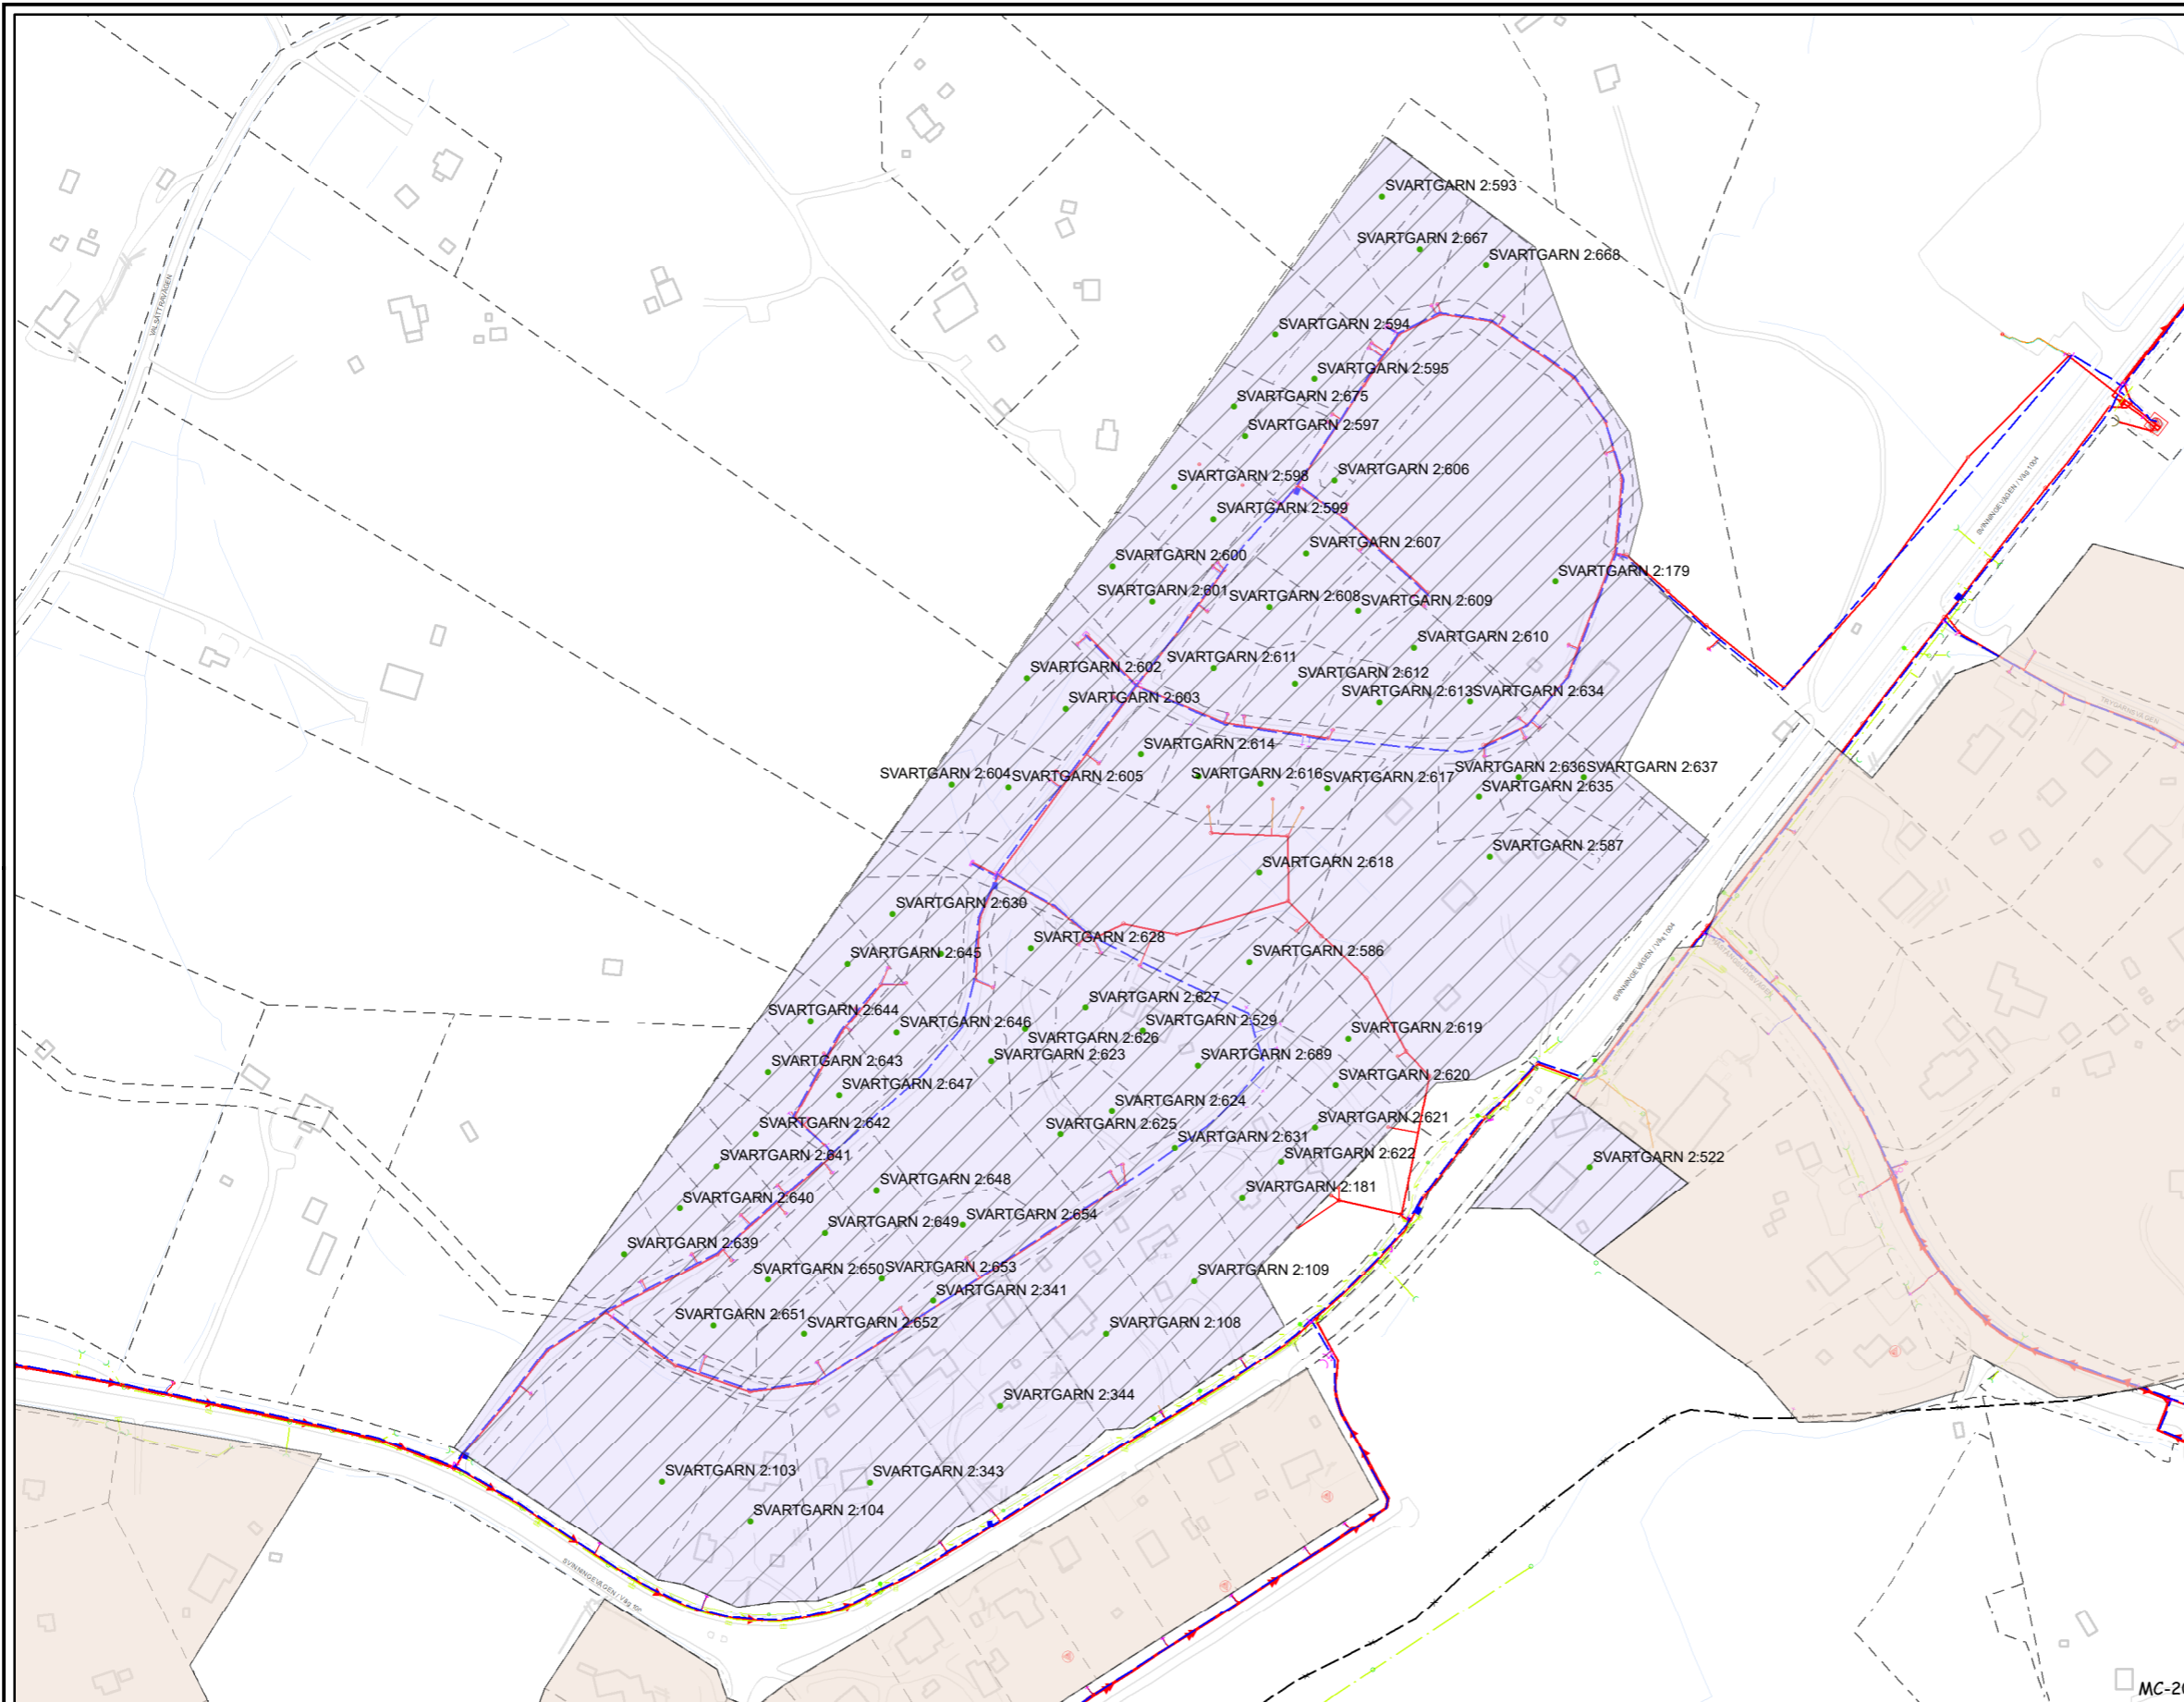 SVARTGARN 2:593
SVARTGARN 2:667
SVARTGARN 2:668
VALSÄTTRAVÄGEN
SVARTGARN 2:594
SVARTGARN 2:595
SVARTGARN 2:675
SVARTGARN 2:597
SVARTGARN 2:598
SVARTGARN 2:606
SVARTGARN 2:599
SVININGEVÄGEN / Väg 1004
SVARTGARN 2:607
SVARTGARN 2:600
SVARTGARN 2:179
SVARTGARN 2:601
SVARTGARN 2:608
SVARTGARN 2:609
SVARTGARN 2:610
SVARTGARN 2:602
SVARTGARN 2:611
SVARTGARN 2:612
SVARTGARN 2:603
SVARTGARN 2:613
SVARTGARN 2:634
SVARTGARN 2:614
SVARTGARN 2:604
SVARTGARN 2:605
SVARTGARN 2:616
SVARTGARN 2:617
SVARTGARN 2:636
SVARTGARN 2:637
SVARTGARN 2:635
SVARTGARN 2:587
SVARTGARN 2:618
SVARTGARN 2:630
SVARTGARN 2:628
SVARTGARN 2:645
SVARTGARN 2:586
SVININGEVÄGEN / Väg 1004
SVARTGARN 2:627
SVARTGARN 2:644
SVARTGARN 2:646
SVARTGARN 2:529
SVARTGARN 2:626
SVARTGARN 2:619
SVARTGARN 2:643
SVARTGARN 2:623
SVARTGARN 2:689
SVARTGARN 2:647
SVARTGARN 2:620
SVARTGARN 2:624
SVARTGARN 2:642
SVARTGARN 2:625
SVARTGARN 2:621
SVARTGARN 2:631
SVARTGARN 2:641
SVARTGARN 2:622
SVARTGARN 2:522
SVARTGARN 2:648
SVARTGARN 2:640
SVARTGARN 2:181
SVARTGARN 2:649
SVARTGARN 2:654
SVARTGARN 2:639
SVARTGARN 2:650
SVARTGARN 2:653
SVARTGARN 2:109
SVARTGARN 2:341
SVARTGARN 2:651
SVARTGARN 2:652
SVARTGARN 2:108
SVARTGARN 2:344
SVARTGARN 2:103
SVARTGARN 2:343
SVARTGARN 2:104